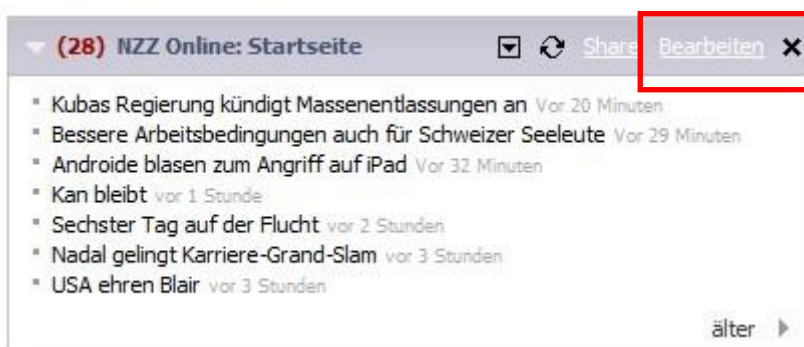 (28) NZZ Online: Startseite Share Bearbeiten
Kubas Regierung kündigt Massenentlassungen an Vor 20 Minuten
Bessere Arbeitsbedingungen auch für Schweizer Seeleute Vor 29 Minuten
Androide blasen zum Angriff auf iPad Vor 32 Minuten
Kan bleibt vor 1 Stunde
Sechster Tag auf der Flucht vor 2 Stunden
Nadal gelingt Karriere-Grand-Slam vor 3 Stunden
USA ehren Blair vor 3 Stunden
älter